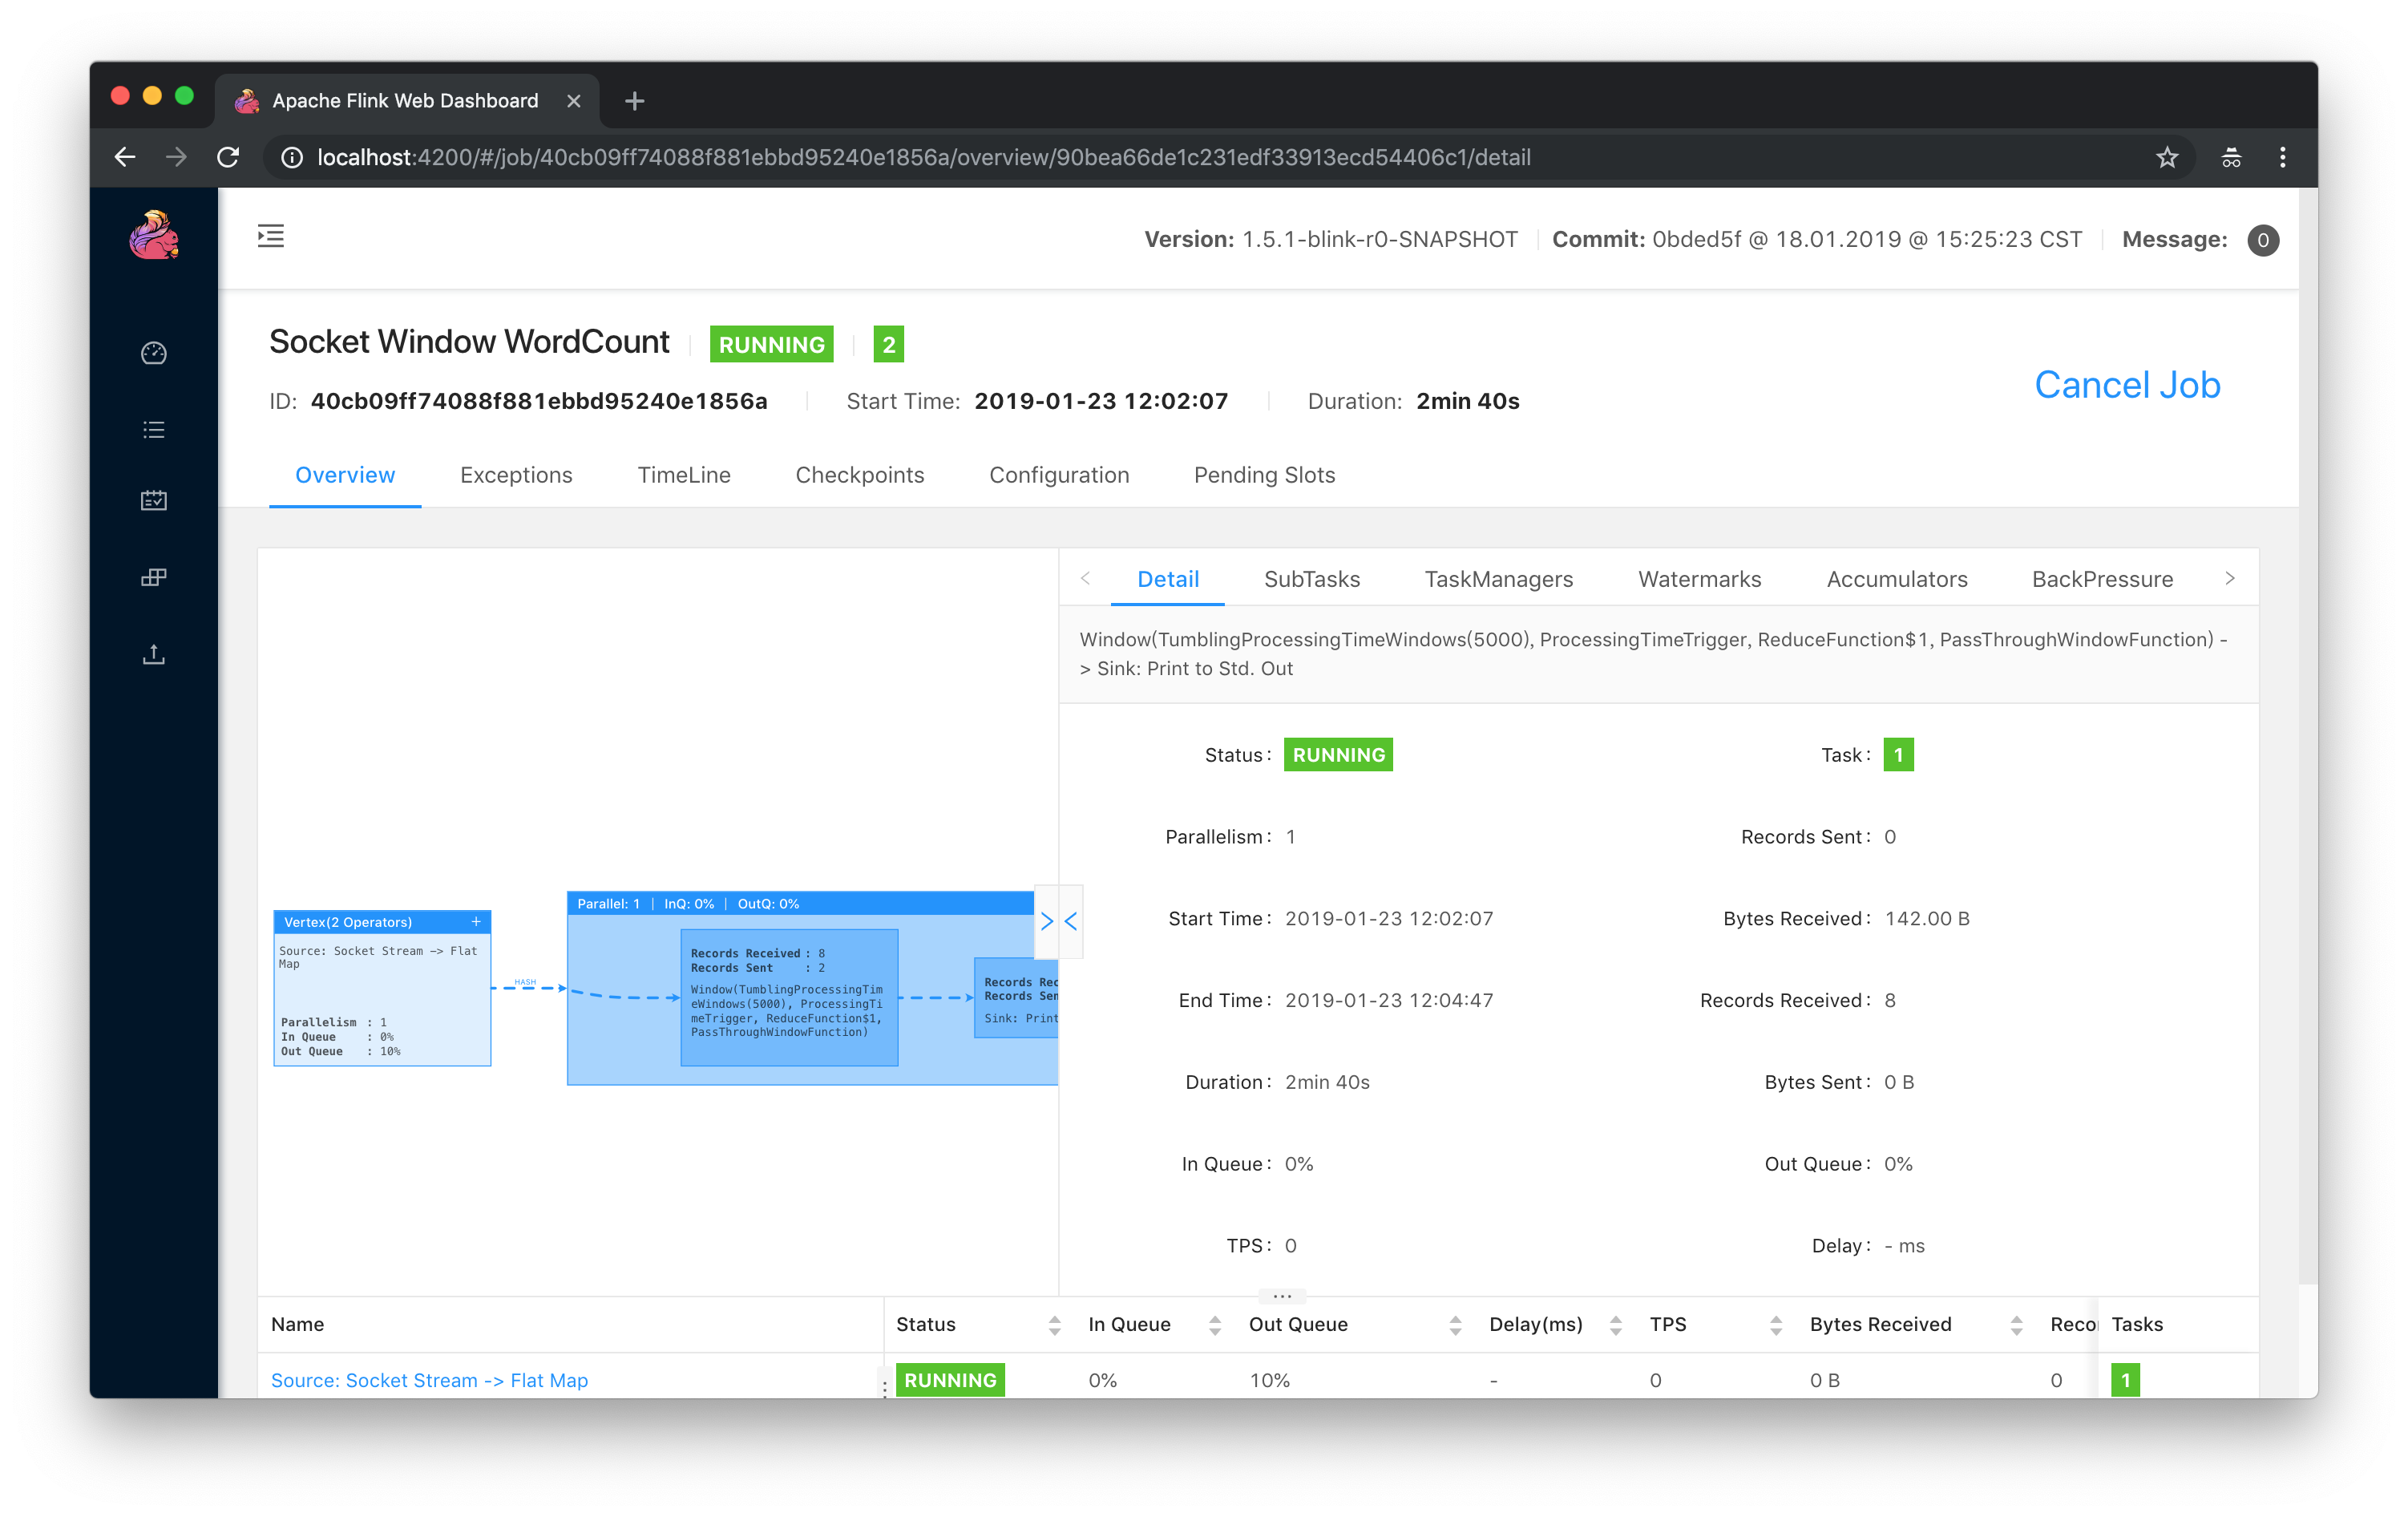 Apache Flink Web Dashboard
localhost:4200/#/job/40cb09ff74088f881ebbd95240e1856a/overview/90bea66de1c231edf33913ecd54406c1/detail
Version: 1.5.1-blink-r0-SNAPSHOT Commit: 0bded5f @ 18.01.2019 @ 15:25:23 CST Message: 0
Socket Window WordCount RUNNING 2
ID: 40cb09ff74088f881ebbd95240e1856a Start Time: 2019-01-23 12:02:07 Duration: 2min 40s
Cancel Job
Overview Exceptions TimeLine Checkpoints Configuration Pending Slots
Vertex(2 Operators) +
Source: Socket Stream -> Flat
Map
Parallelism : 1
In Queue : 0%
Out Queue : 10%
HASH
Parallel: 1 | InQ: 0% | OutQ: 0%
Records Received : 8
Records Sent : 2
Window(TumblingProcessingTim
eWindows(5000), ProcessingTi
meTrigger, ReduceFunction$1,
PassThroughWindowFunction)
Records Rec
Records Sen
Sink: Print
Detail SubTasks TaskManagers Watermarks Accumulators BackPressure
Window(TumblingProcessingTimeWindows(5000), ProcessingTimeTrigger, ReduceFunction$1, PassThroughWindowFunction) -
> Sink: Print to Std. Out
Status: RUNNING Task: 1
Parallelism: 1 Records Sent: 0
Start Time: 2019-01-23 12:02:07 Bytes Received: 142.00 B
End Time: 2019-01-23 12:04:47 Records Received: 8
Duration: 2min 40s Bytes Sent: 0 B
In Queue: 0% Out Queue: 0%
TPS: 0 Delay: - ms
Name Status In Queue Out Queue Delay(ms) TPS Bytes Received Recor Tasks
Source: Socket Stream -> Flat Map RUNNING 0% 10% - 0 0 B 0 1